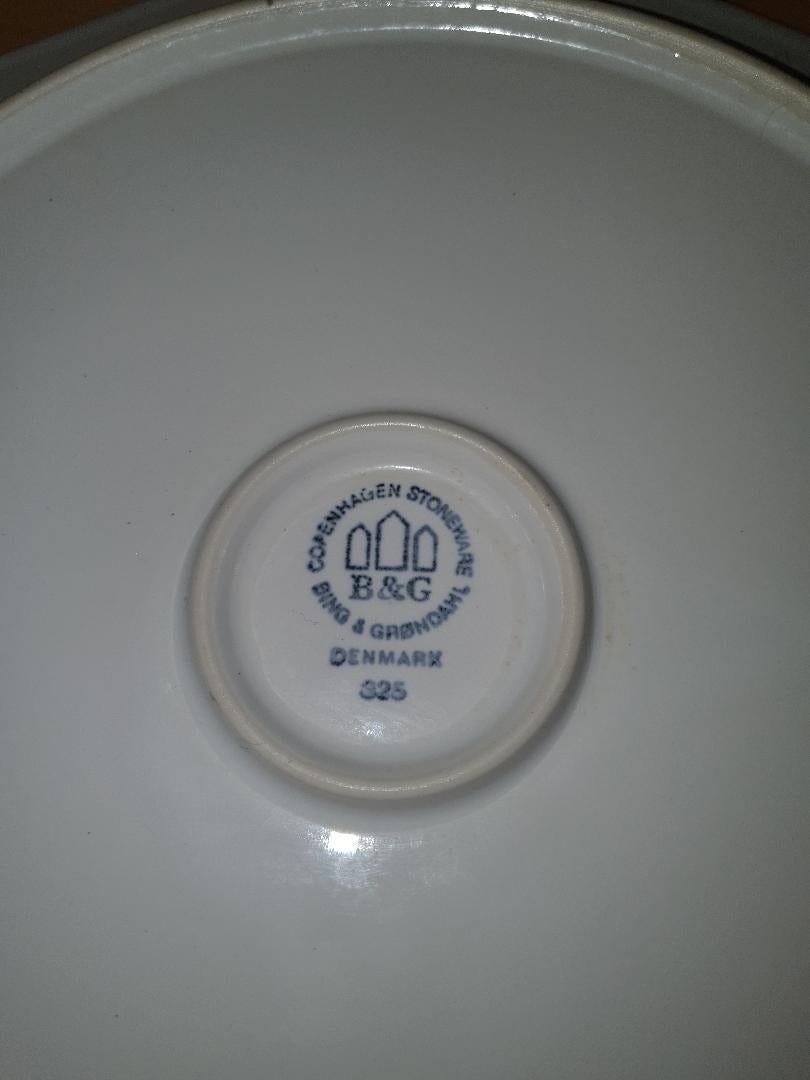 COPENHAGEN STONEWARE
B&G
BING & GRØNDAHL
DENMARK
325